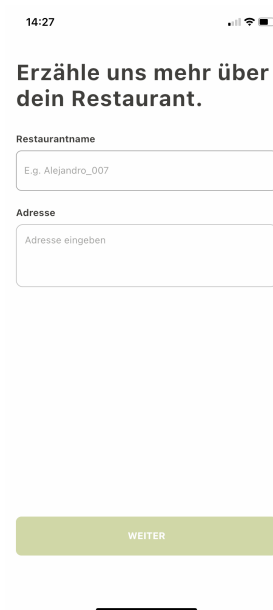 14:27
Erzähle uns mehr über
dein Restaurant.
Restaurantname
E.g. Alejandro_007
Adresse
Adresse eingeben
WEITER